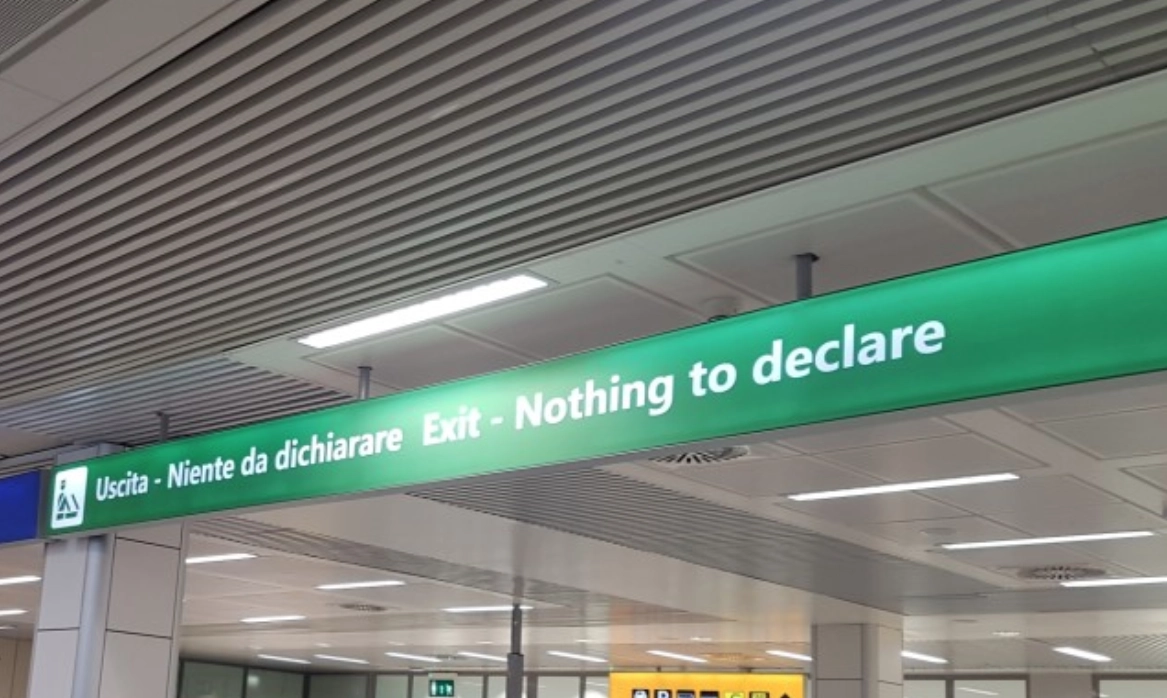 Uscita - Niente da dichiarare Exit - Nothing to declare